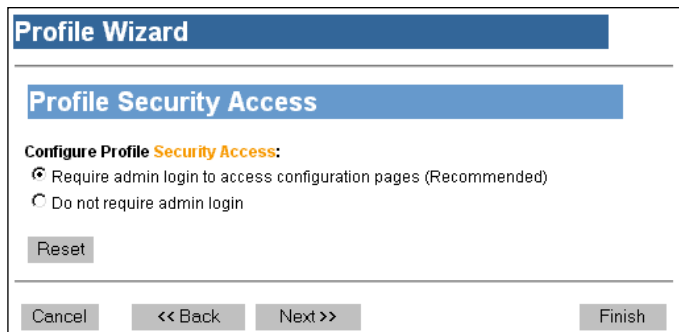 Profile Wizard
Profile Security Access
Configure Profile Security Access:
Require admin login to access configuration pages (Recommended)
Do not require admin login
Reset
Cancel << Back Next >> Finish